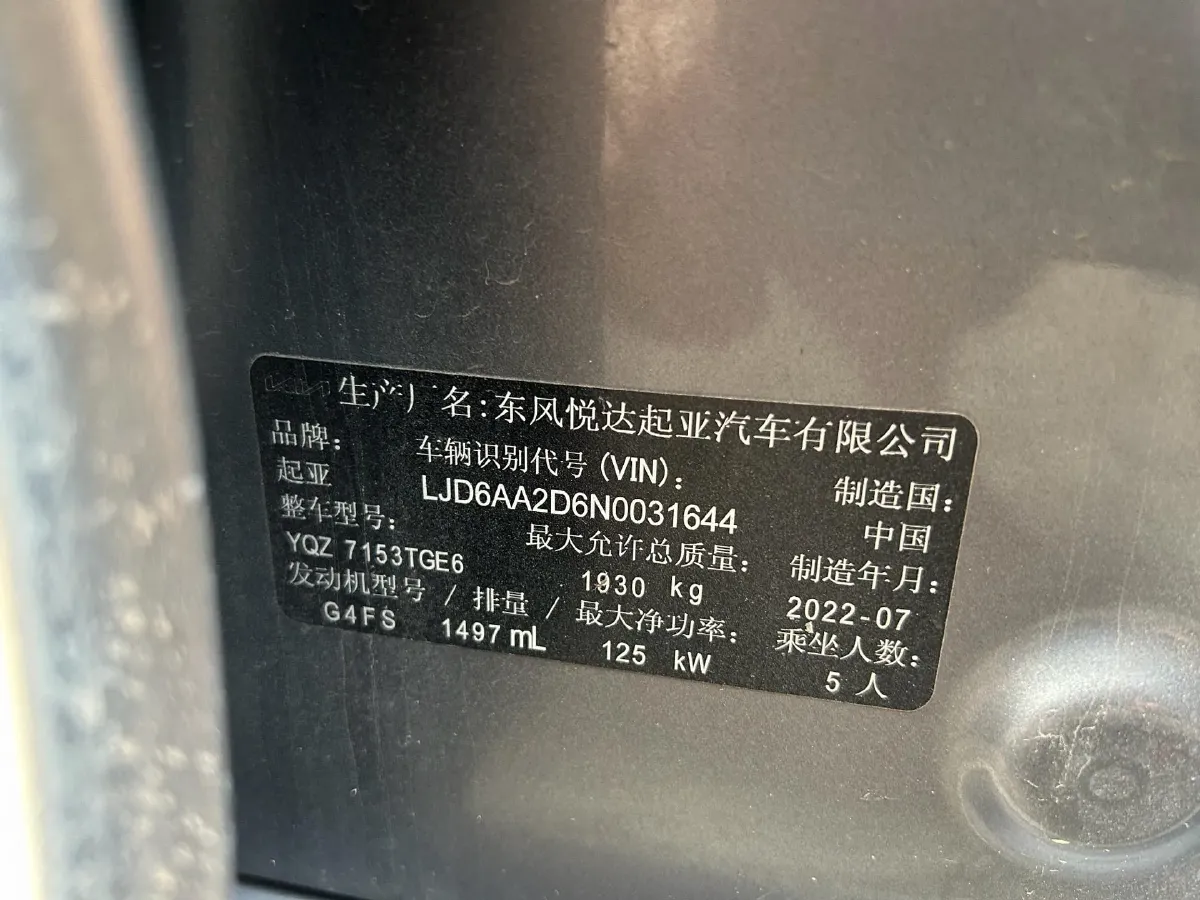 KIA 生产厂名:东风悦达起亚汽车有限公司
品牌: 车辆识别代号(VIN): 制造国:
起亚 LJD6AA2D6N0031644 中国
整车型号: 最大允许总质量: 制造年月:
YQZ 7153TGE6 1930 kg 2022-07
发动机型号 / 排量 / 最大净功率: 乘坐人数:
G4FS 1497 mL 125 kW 5 人